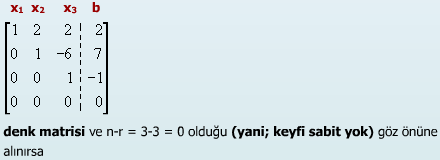 x₁ x₂ x₃ b
1 2 2 2
0 1 -6 7
0 0 1 -1
0 0 0 0
denk matrisi ve n-r = 3-3 = 0 olduğu (yani; keyfi sabit yok) göz önüne
alınırsa